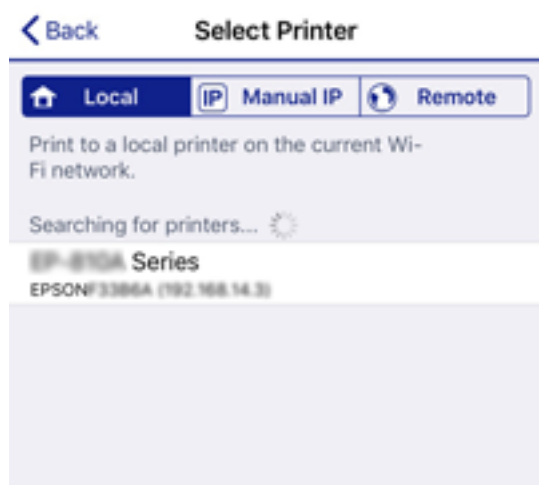 Back Select Printer
Local IP Manual IP Remote
Print to a local printer on the current Wi-
Fi network.
Searching for printers...
Series
EPSON